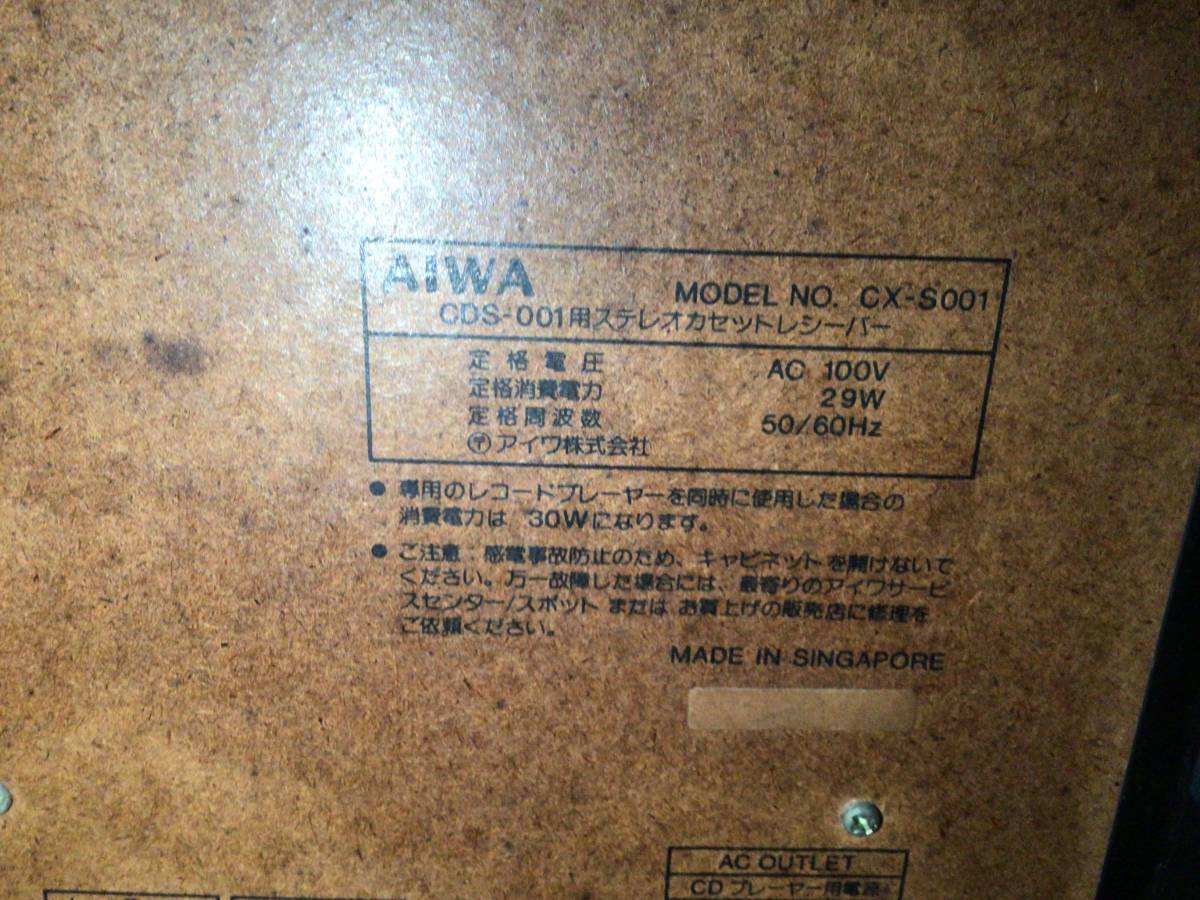 AIWA
MODEL NO. CX-S001
CDS-001用ステレオカセットレシーバー
定格電圧 AC 100V
定格消費電力 29W
定格周波数 50/60Hz
〶アイワ株式会社
● 専用のレコードプレーヤーを同時に使用した場合の
消費電力は 30Wになります。
● ご注意:感電事故防止のため、キャビネットを開けないで
ください。万一故障した場合には、最寄りのアイワサービ
スセンター/スポット または お買上げの販売店に修理を
ご依頼ください。
MADE IN SINGAPORE
AC OUTLET
CD プレーヤー用電源